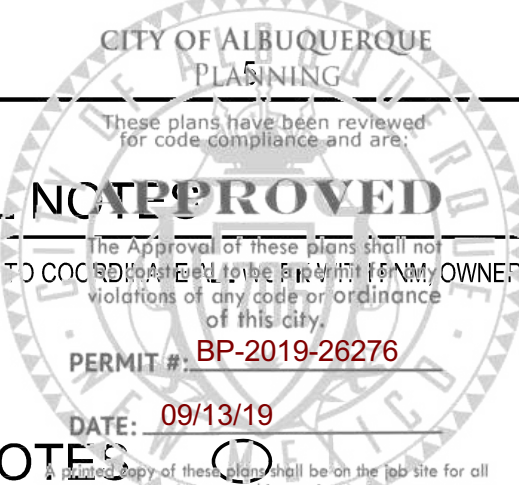 CITY OF ALBUQUERQUE
PLANNING
5
These plans have been reviewed
for code compliance and are:
NOTES
APPROVED
The Approval of these plans shall not
be construed to be a permit for any
OWNER
violations of any code or ordinance
of this city.
PERMIT #: BP-2019-26276
DATE: 09/13/19
A printed copy of these plans shall be on the job site for all